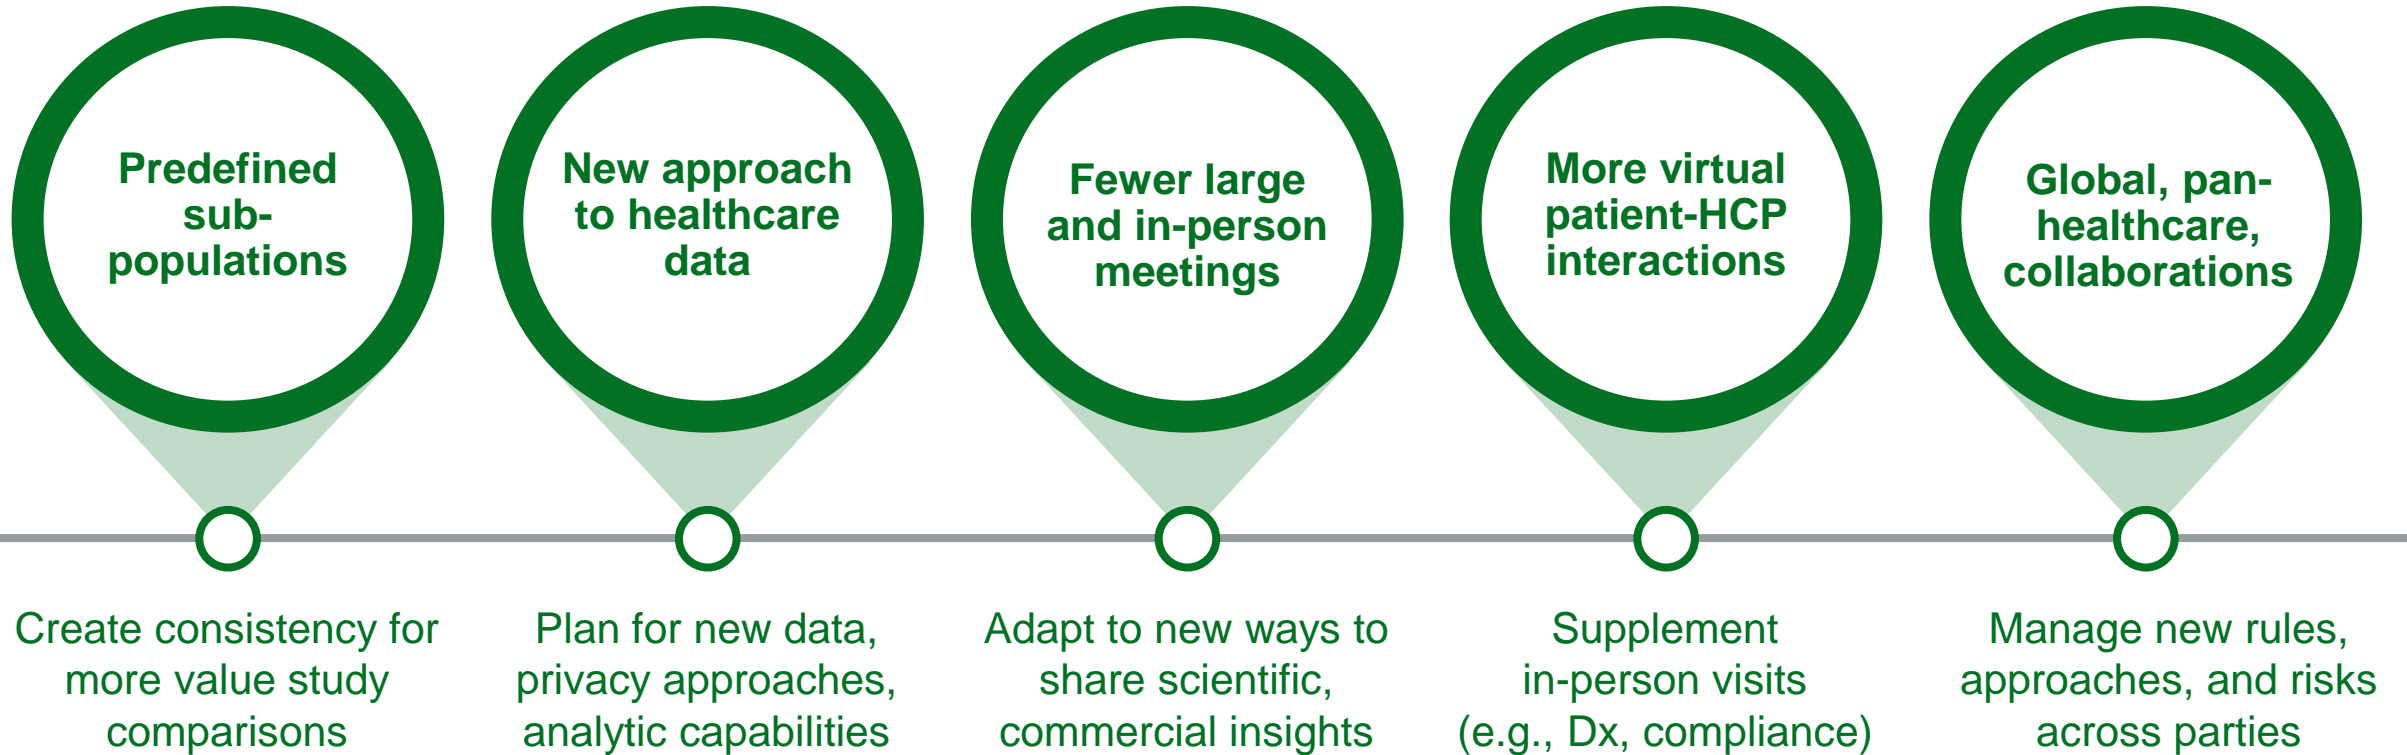 Predefined
sub-
populations
New approach
to healthcare
data
Fewer large
and in-person
meetings
More virtual
patient-HCP
interactions
Global, pan-
healthcare,
collaborations
Create consistency for
more value study
comparisons
Plan for new data,
privacy approaches,
analytic capabilities
Adapt to new ways to
share scientific,
commercial insights
Supplement
in-person visits
(e.g., Dx, compliance)
Manage new rules,
approaches, and risks
across parties